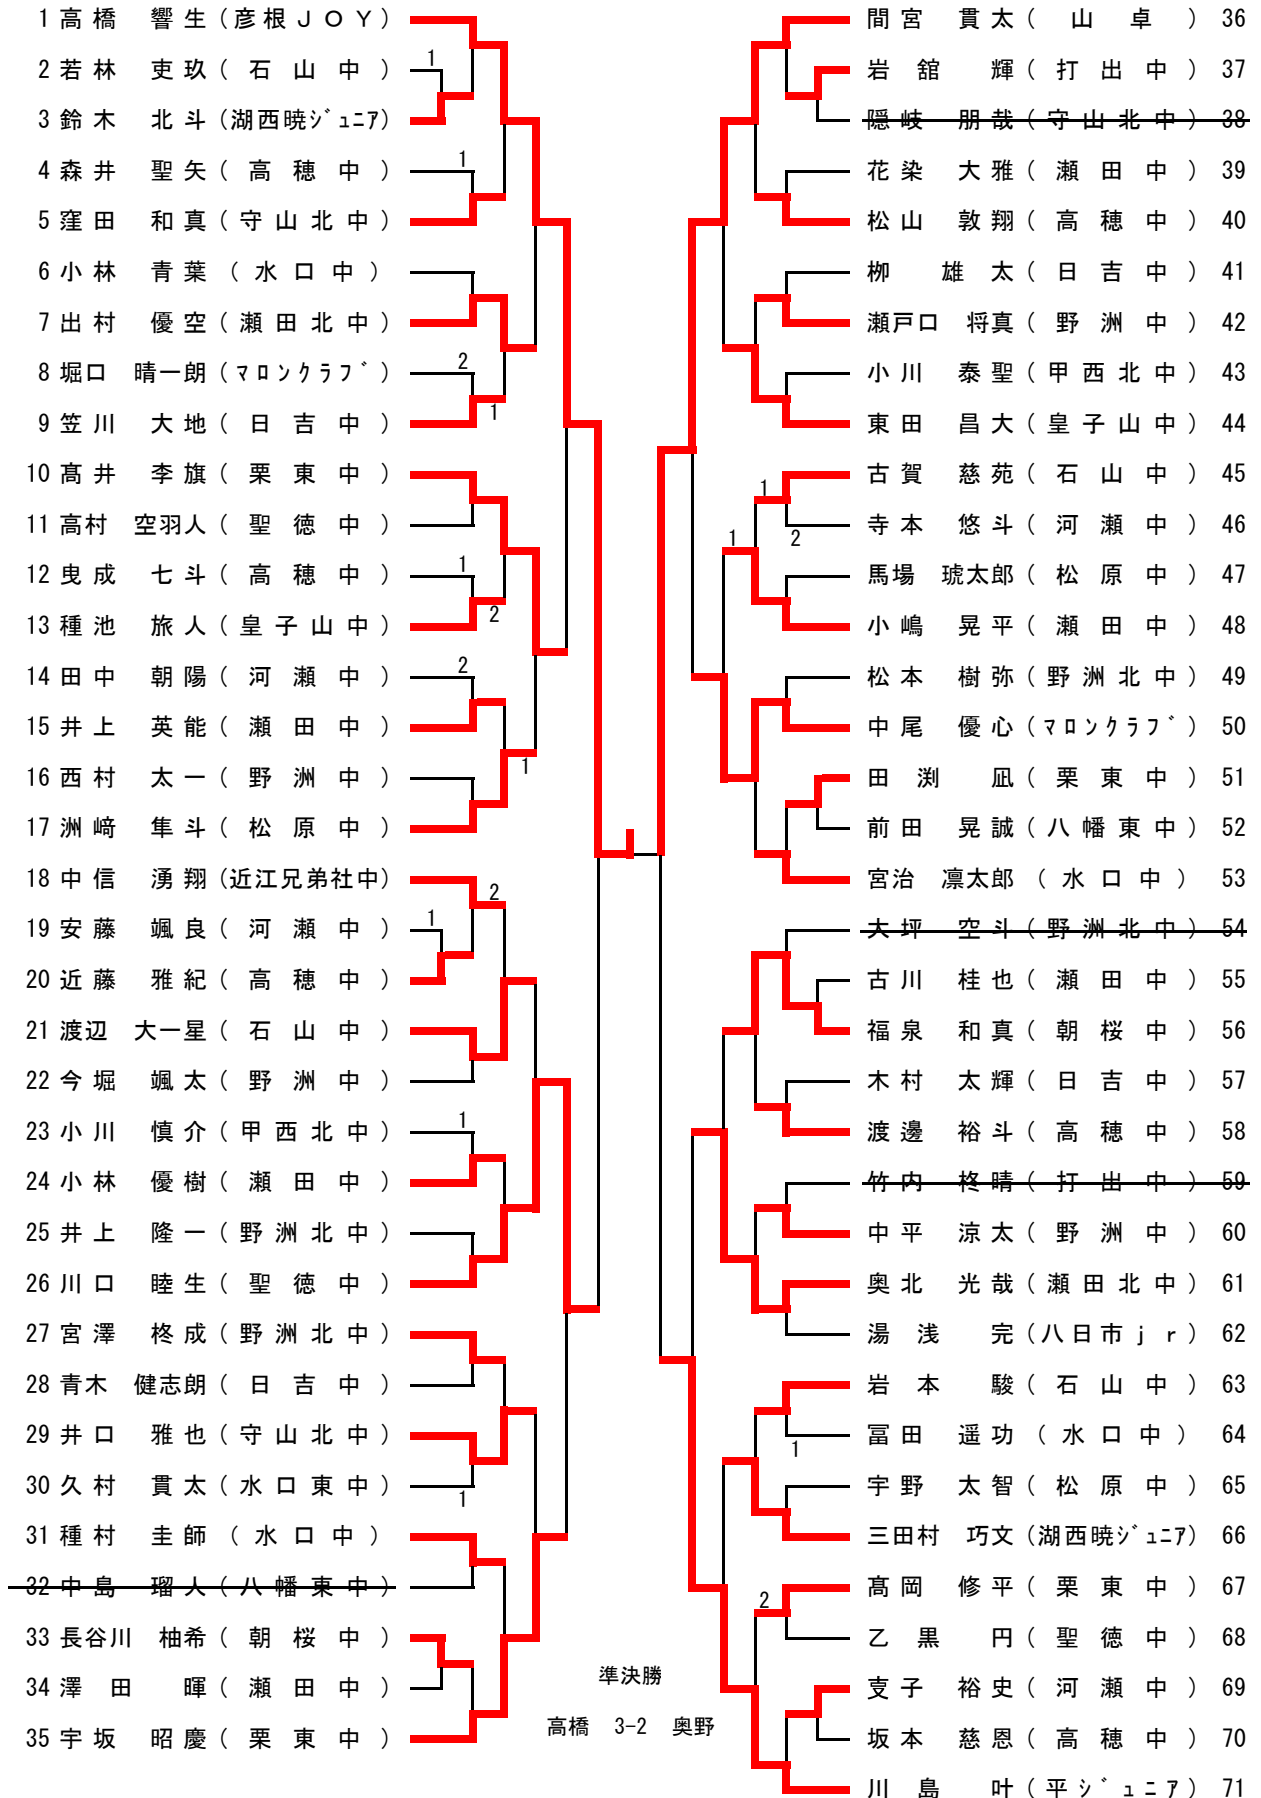 1 高橋 響生 (彦根ＪＯＹ)
2 若林 吏玖 (石山中)
3 鈴木 北斗 (湖西暁ｼﾞｭﾆｱ)
4 森井 聖矢 (高穂中)
5 窪田 和真 (守山北中)
6 小林 青葉 (水口中)
7 出村 優空 (瀬田北中)
8 堀口 晴一朗 (ﾏﾛﾝｸﾗﾌﾞ)
9 笠川 大地 (日吉中)
10 髙井 李旗 (栗東中)
11 高村 空羽人 (聖徳中)
12 曳成 七斗 (高穂中)
13 種池 旅人 (皇子山中)
14 田中 朝陽 (河瀬中)
15 井上 英能 (瀬田中)
16 西村 太一 (野洲中)
17 洲﨑 隼斗 (松原中)
18 中信 湧翔 (近江兄弟社中)
19 安藤 颯良 (河瀬中)
20 近藤 雅紀 (高穂中)
21 渡辺 大一星 (石山中)
22 今堀 颯太 (野洲中)
23 小川 慎介 (甲西北中)
24 小林 優樹 (瀬田中)
25 井上 隆一 (野洲北中)
26 川口 睦生 (聖徳中)
27 宮澤 柊成 (野洲北中)
28 青木 健志朗 (日吉中)
29 井口 雅也 (守山北中)
30 久村 貫太 (水口東中)
31 種村 圭師 (水口中)
32 中島 瑠人 (八幡東中)
33 長谷川 柚希 (朝桜中)
34 澤田 暉 (瀬田中)
35 宇坂 昭慶 (栗東中)
1
1
2
1
1
2
2
1
2
1
1
1
準決勝
高橋 3-2 奥野
間宮 貫太 (山卓) 36
岩舘 輝 (打出中) 37
隠岐 朋哉 (守山北中) 38
花染 大雅 (瀬田中) 39
松山 敦翔 (高穂中) 40
栁 雄太 (日吉中) 41
瀬戸口 将真 (野洲中) 42
小川 泰聖 (甲西北中) 43
東田 昌大 (皇子山中) 44
古賀 慈苑 (石山中) 45
寺本 悠斗 (河瀬中) 46
馬場 琥太郎 (松原中) 47
小嶋 晃平 (瀬田中) 48
松本 樹弥 (野洲北中) 49
中尾 優心 (ﾏﾛﾝｸﾗﾌﾞ) 50
田渕 凪 (栗東中) 51
前田 晃誠 (八幡東中) 52
宮治 凛太郎 (水口中) 53
大坪 空斗 (野洲北中) 54
古川 桂也 (瀬田中) 55
福泉 和真 (朝桜中) 56
木村 太輝 (日吉中) 57
渡邊 裕斗 (高穂中) 58
竹内 柊晴 (打出中) 59
中平 涼太 (野洲中) 60
奥北 光哉 (瀬田北中) 61
湯浅 完 (八日市ｊｒ) 62
岩本 駿 (石山中) 63
冨田 遥功 (水口中) 64
宇野 太智 (松原中) 65
三田村 巧文 (湖西暁ｼﾞｭﾆｱ) 66
髙岡 修平 (栗東中) 67
乙黒 円 (聖徳中) 68
子 裕史 (河瀬中) 69
坂本 慈恩 (高穂中) 70
川島 叶 (平ｼﾞｭﾆｱ) 71
1
1
2
1
2